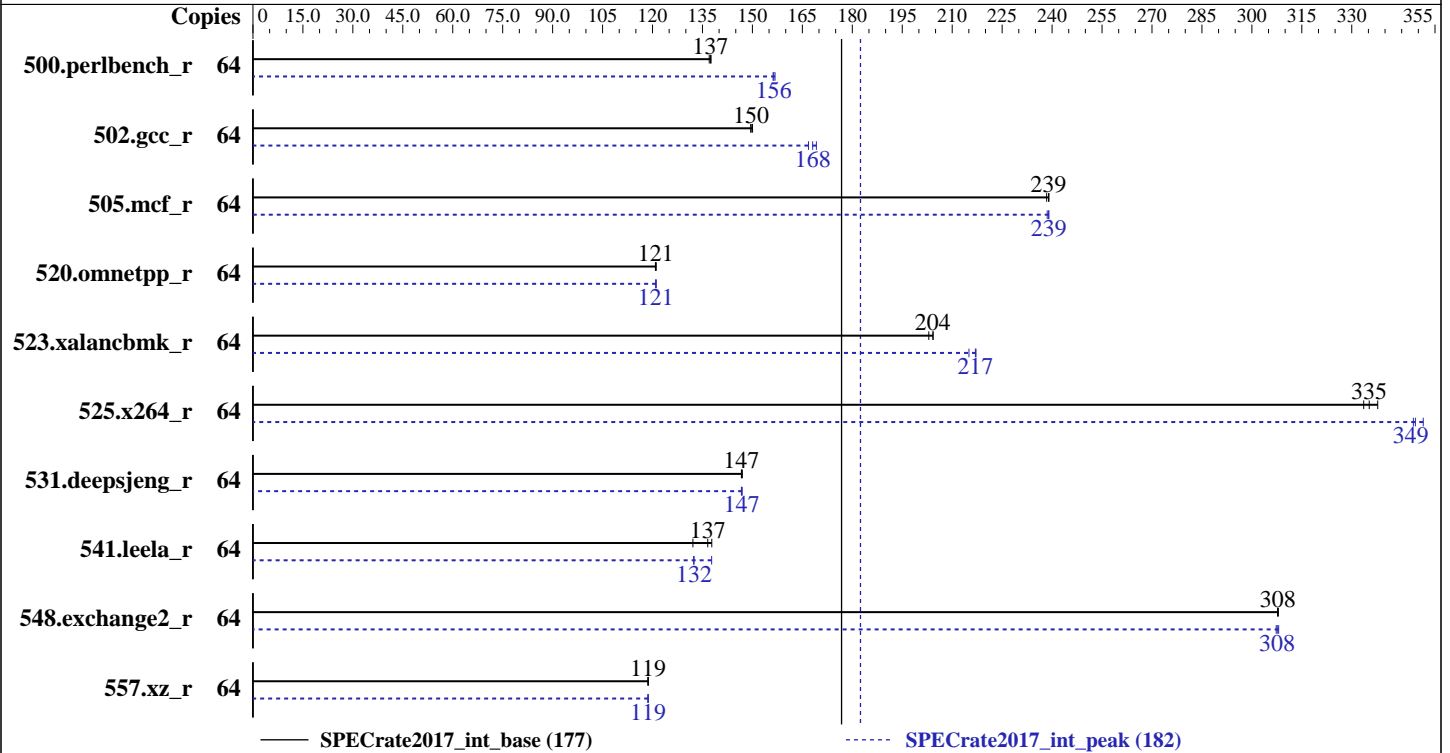 Copies 0 15.0 30.0 45.0 60.0 75.0 90.0 105 120 135 150 165 180 195 210 225 240 255 270 285 300 315 330 355
500.perlbench_r 64 137
156
502.gcc_r 64 150
168
505.mcf_r 64 239
239
520.omnetpp_r 64 121
121
523.xalancbmk_r 64 204
217
525.x264_r 64 335
349
531.deepsjeng_r 64 147
147
541.leela_r 64 137
132
548.exchange2_r 64 308
308
557.xz_r 64 119
119
SPECrate2017_int_base (177) SPECrate2017_int_peak (182)